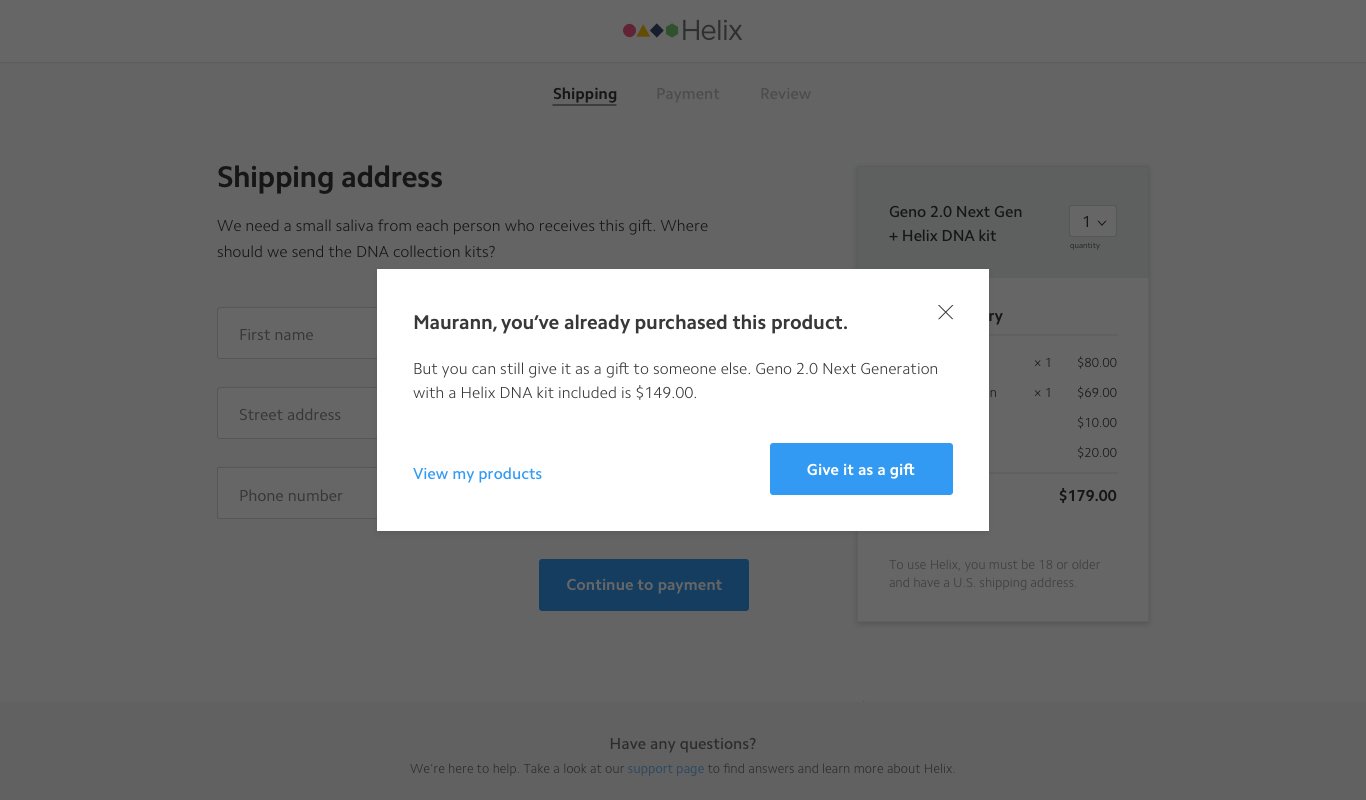 Helix
Shipping Payment Review
Shipping address
We need a small saliva from each person who receives this gift. Where
should we send the DNA collection kits?
First name
Street address
Phone number
Continue to payment
Geno 2.0 Next Gen
+ Helix DNA kit
1
quantity
× 1 $80.00
× 1 $69.00
$10.00
$20.00
$179.00
To use Helix, you must be 18 or older
and have a U.S. shipping address.
Maurann, you’ve already purchased this product.
But you can still give it as a gift to someone else. Geno 2.0 Next Generation
with a Helix DNA kit included is $149.00.
View my products
Give it as a gift
Have any questions?
We’re here to help. Take a look at our support page to find answers and learn more about Helix.